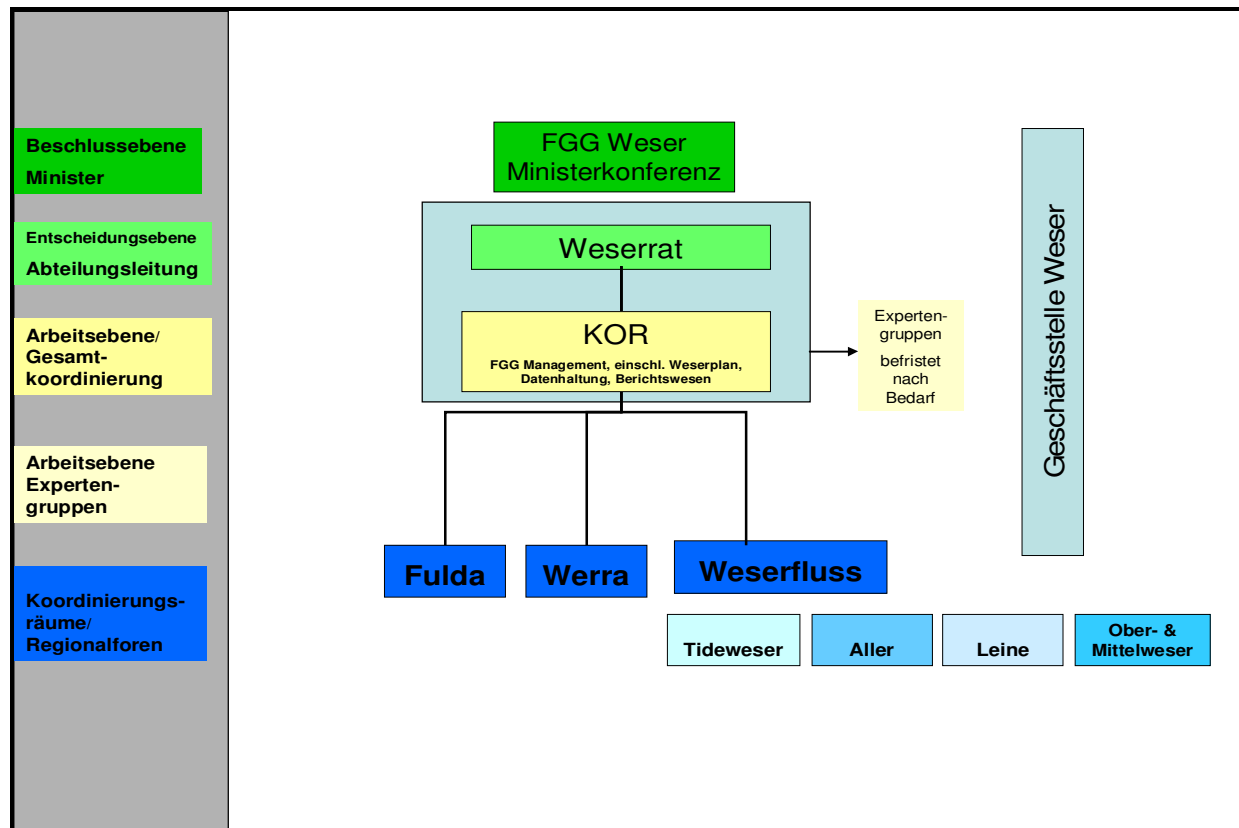 Beschlussebene
Minister
Entscheidungsebene
Abteilungsleitung
Arbeitsebene/
Gesamt-
koordinierung
Arbeitsebene
Experten-
gruppen
Koordinierungs-
räume/
Regionalforen
FGG Weser
Ministerkonferenz
Weserrat
KOR
FGG Management, einschl. Weserplan,
Datenhaltung, Berichtswesen
Experten-
gruppen
befristet
nach
Bedarf
Geschäftsstelle Weser
Fulda
Werra
Weserfluss
Tideweser
Aller
Leine
Ober- &
Mittelweser